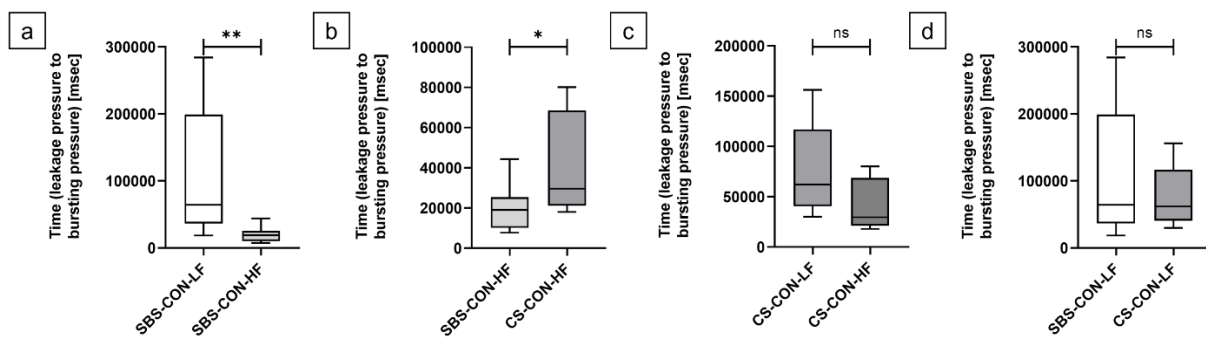 a
Time (leakage pressure to
bursting pressure) [msec]
300000
200000
100000
0
**
SBS-CON-LF
SBS-CON-HF
b
Time (leakage pressure to
bursting pressure) [msec]
100000
80000
60000
40000
20000
0
*
SBS-CON-HF
CS-CON-HF
c
Time (leakage pressure to
bursting pressure) [msec]
200000
150000
100000
50000
0
ns
CS-CON-LF
CS-CON-HF
d
Time (leakage pressure to
bursting pressure) [msec]
300000
200000
100000
0
ns
SBS-CON-LF
CS-CON-LF